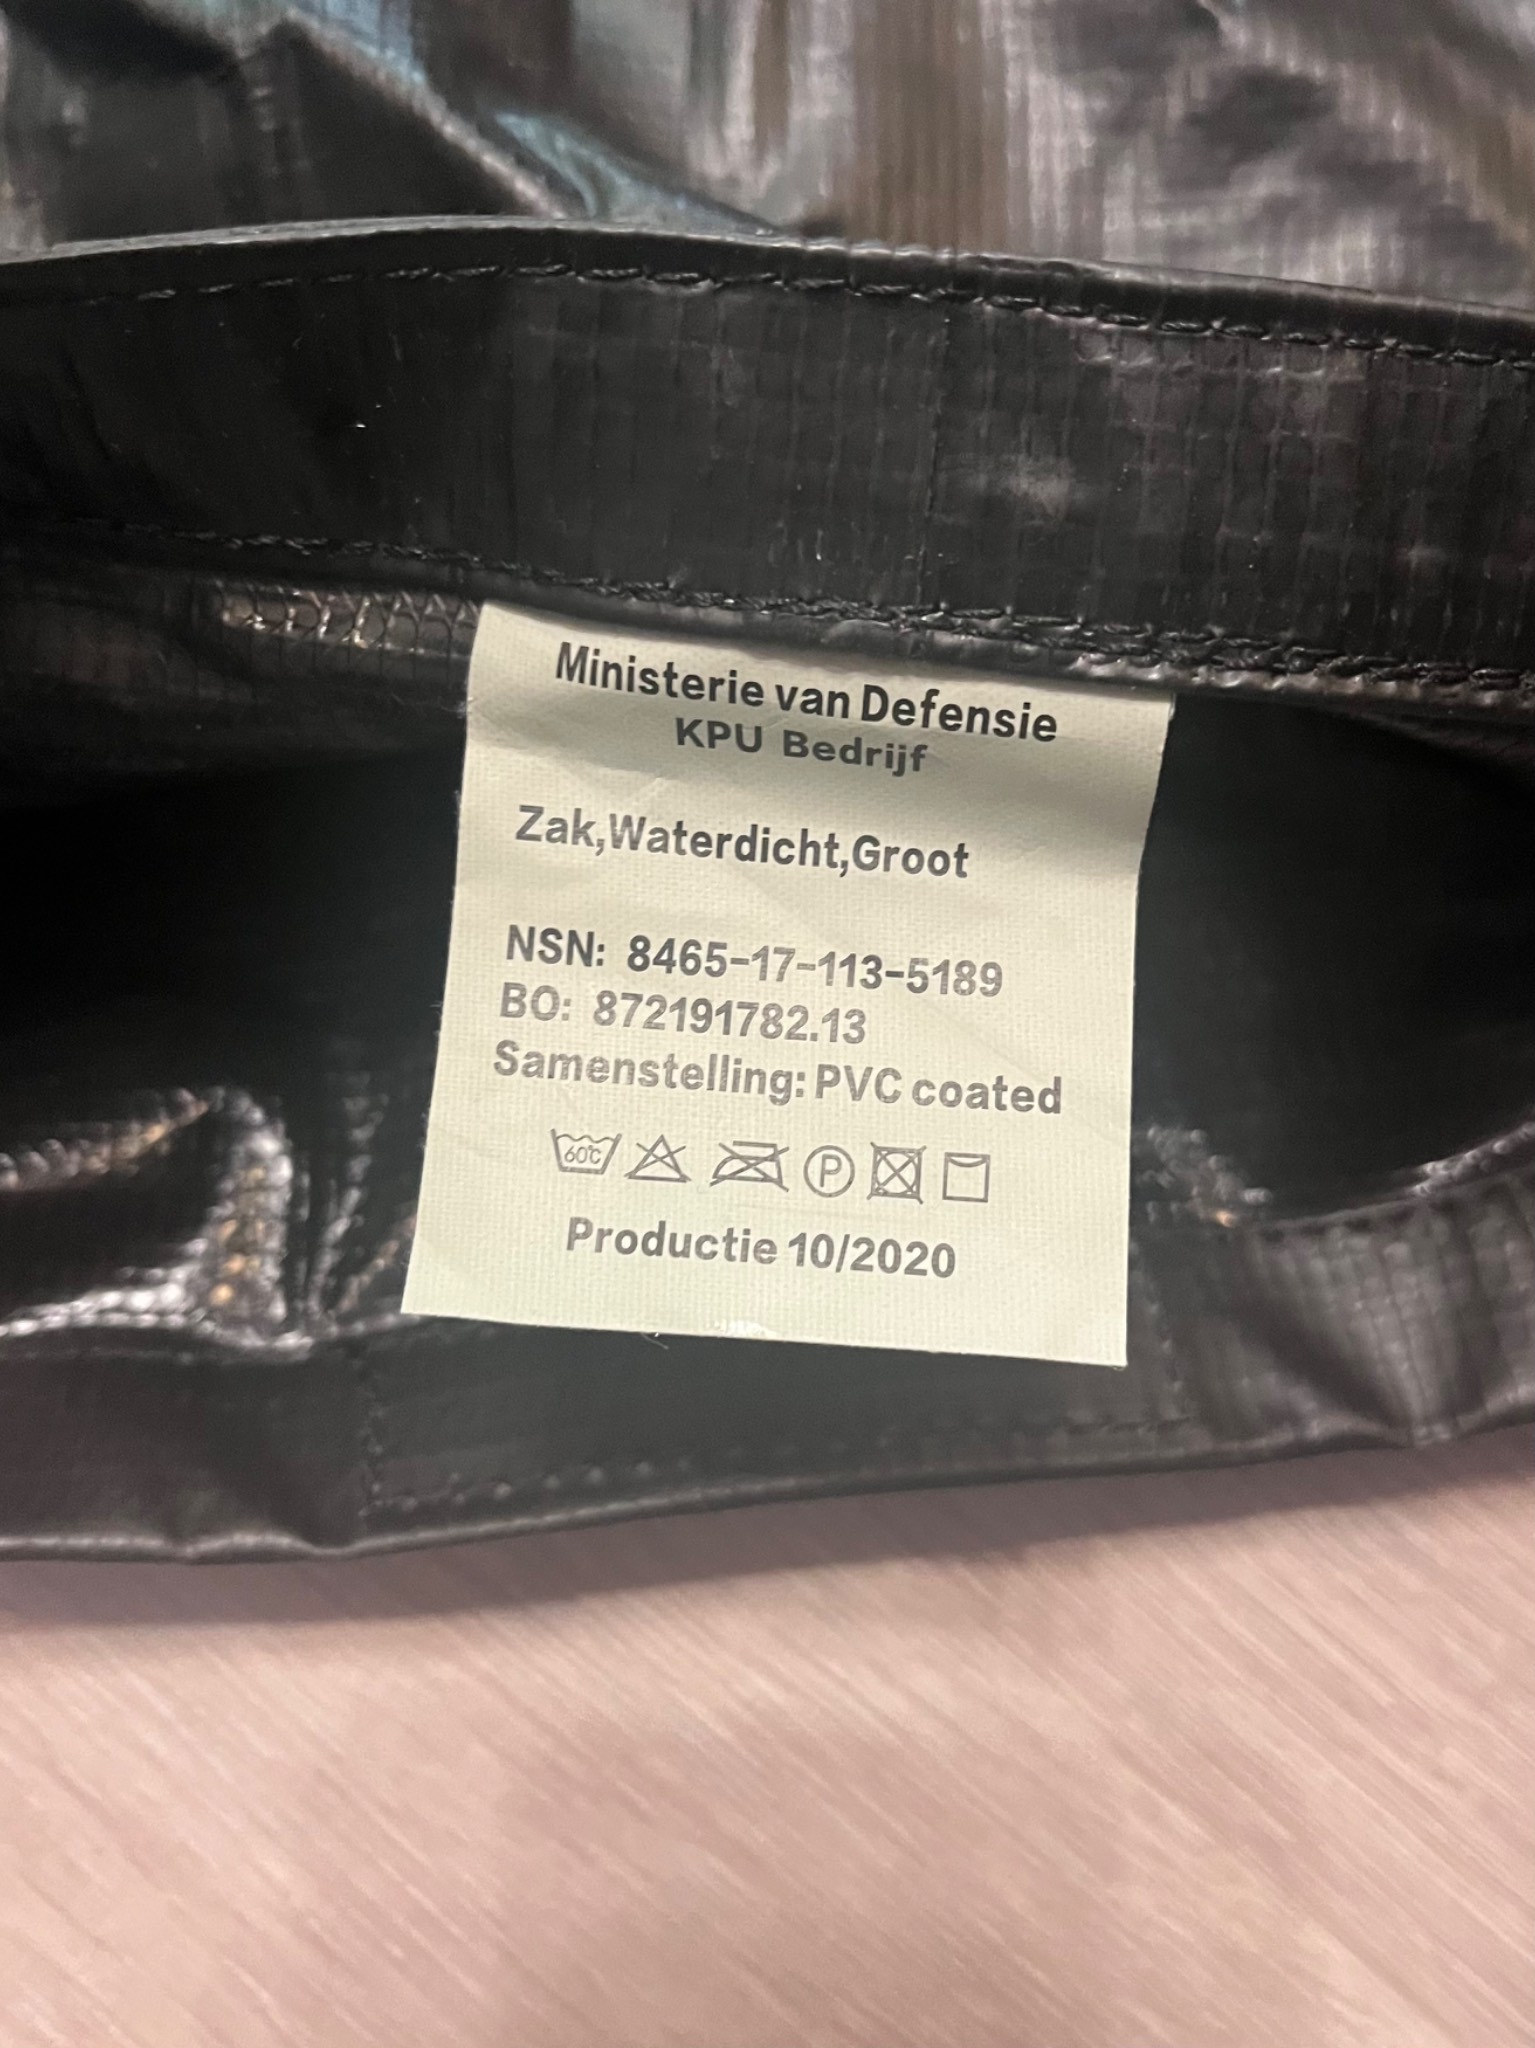 Ministerie van Defensie
KPU Bedrijf
Zak,Waterdicht,Groot
NSN: 8465-17-113-5189
BO: 872191782.13
Samenstelling: PVC coated
60°C P
Productie 10/2020